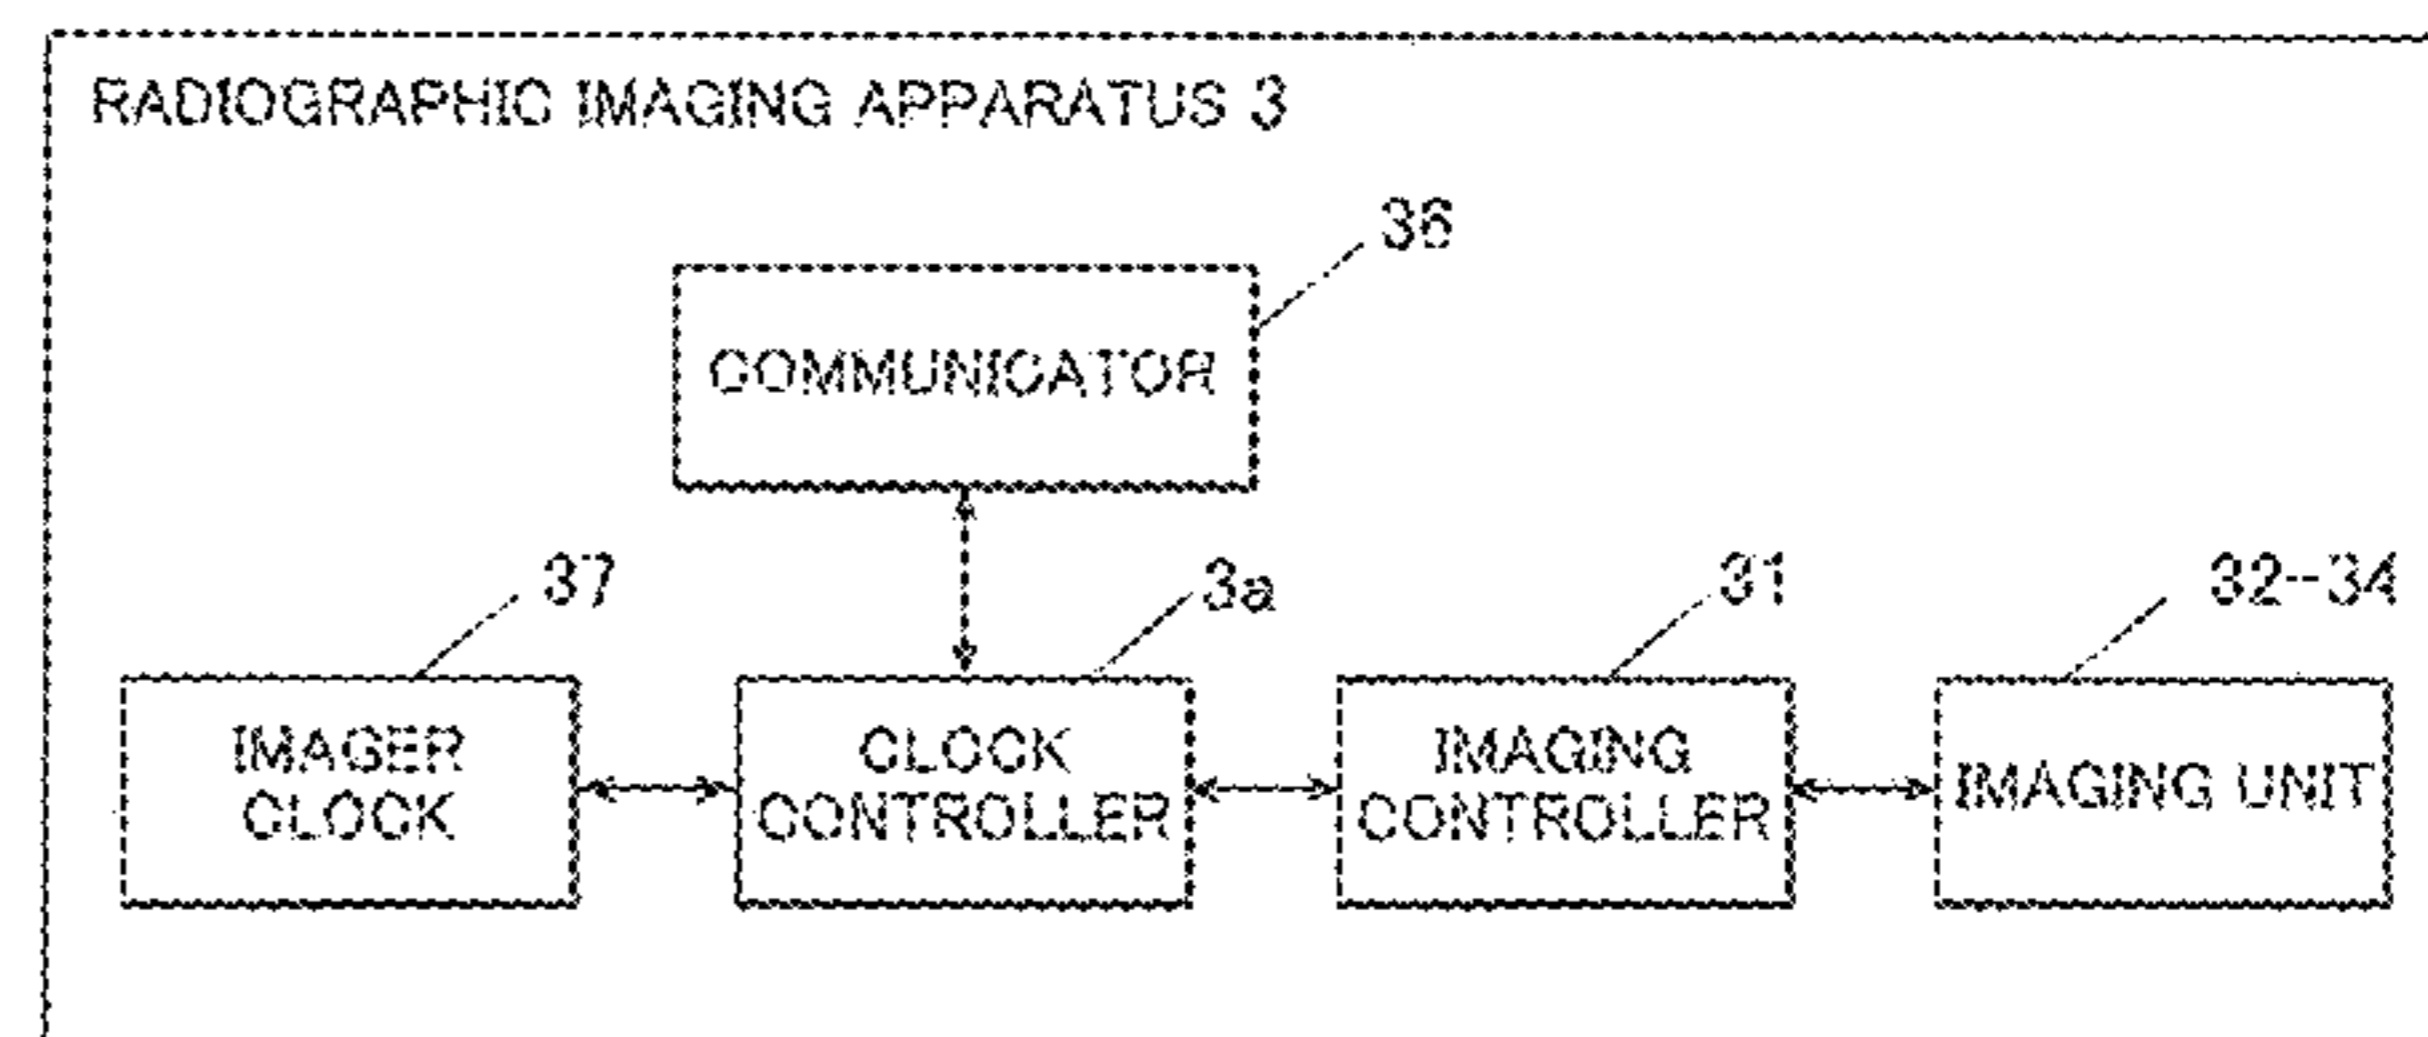 RADIOGRAPHIC IMAGING APPARATUS 3
36
COMMUNICATOR
37
3a
31
32-34
IMAGER
CLOCK
CLOCK
CONTROLLER
IMAGING
CONTROLLER
IMAGING UNIT